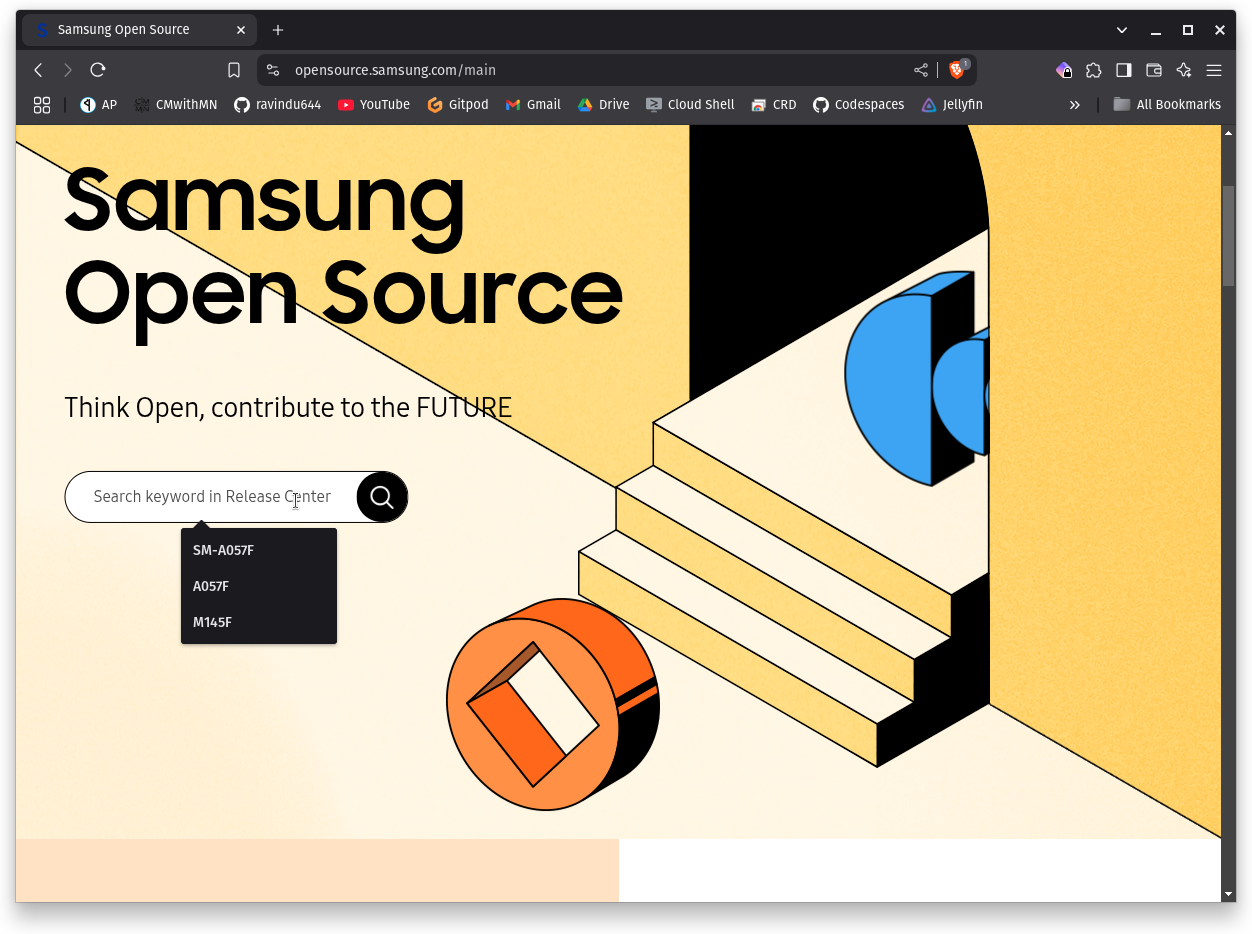 Samsung Open Source
opensource.samsung.com/main
1
AP
CMwithMN
ravindu644
YouTube
Gitpod
Gmail
Drive
Cloud Shell
CRD
Codespaces
Jellyfin
All Bookmarks
Samsung
Open Source
Think Open, contribute to the FUTURE
Search keyword in Release Center
SM-A057F
A057F
M145F